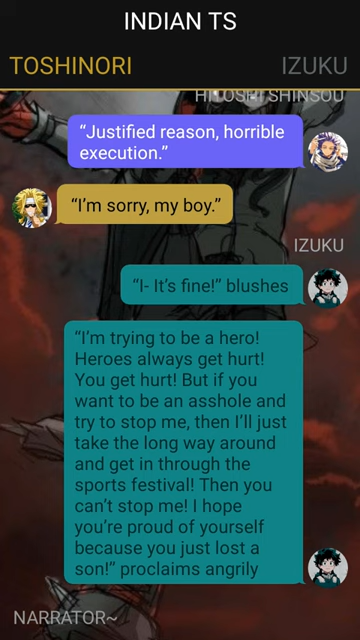 INDIAN TS
TOSHINORI
IZUKU
HITOSHI SHINSOU
“Justified reason, horrible
execution.”
“I’m sorry, my boy.”
IZUKU
“I- It’s fine!” blushes
“I’m trying to be a hero!
Heroes always get hurt!
You get hurt! But if you
want to be an asshole and
try to stop me, then I’ll just
take the long way around
and get in through the
sports festival! Then you
can’t stop me! I hope
you’re proud of yourself
because you just lost a
son!” proclaims angrily
NARRATOR~